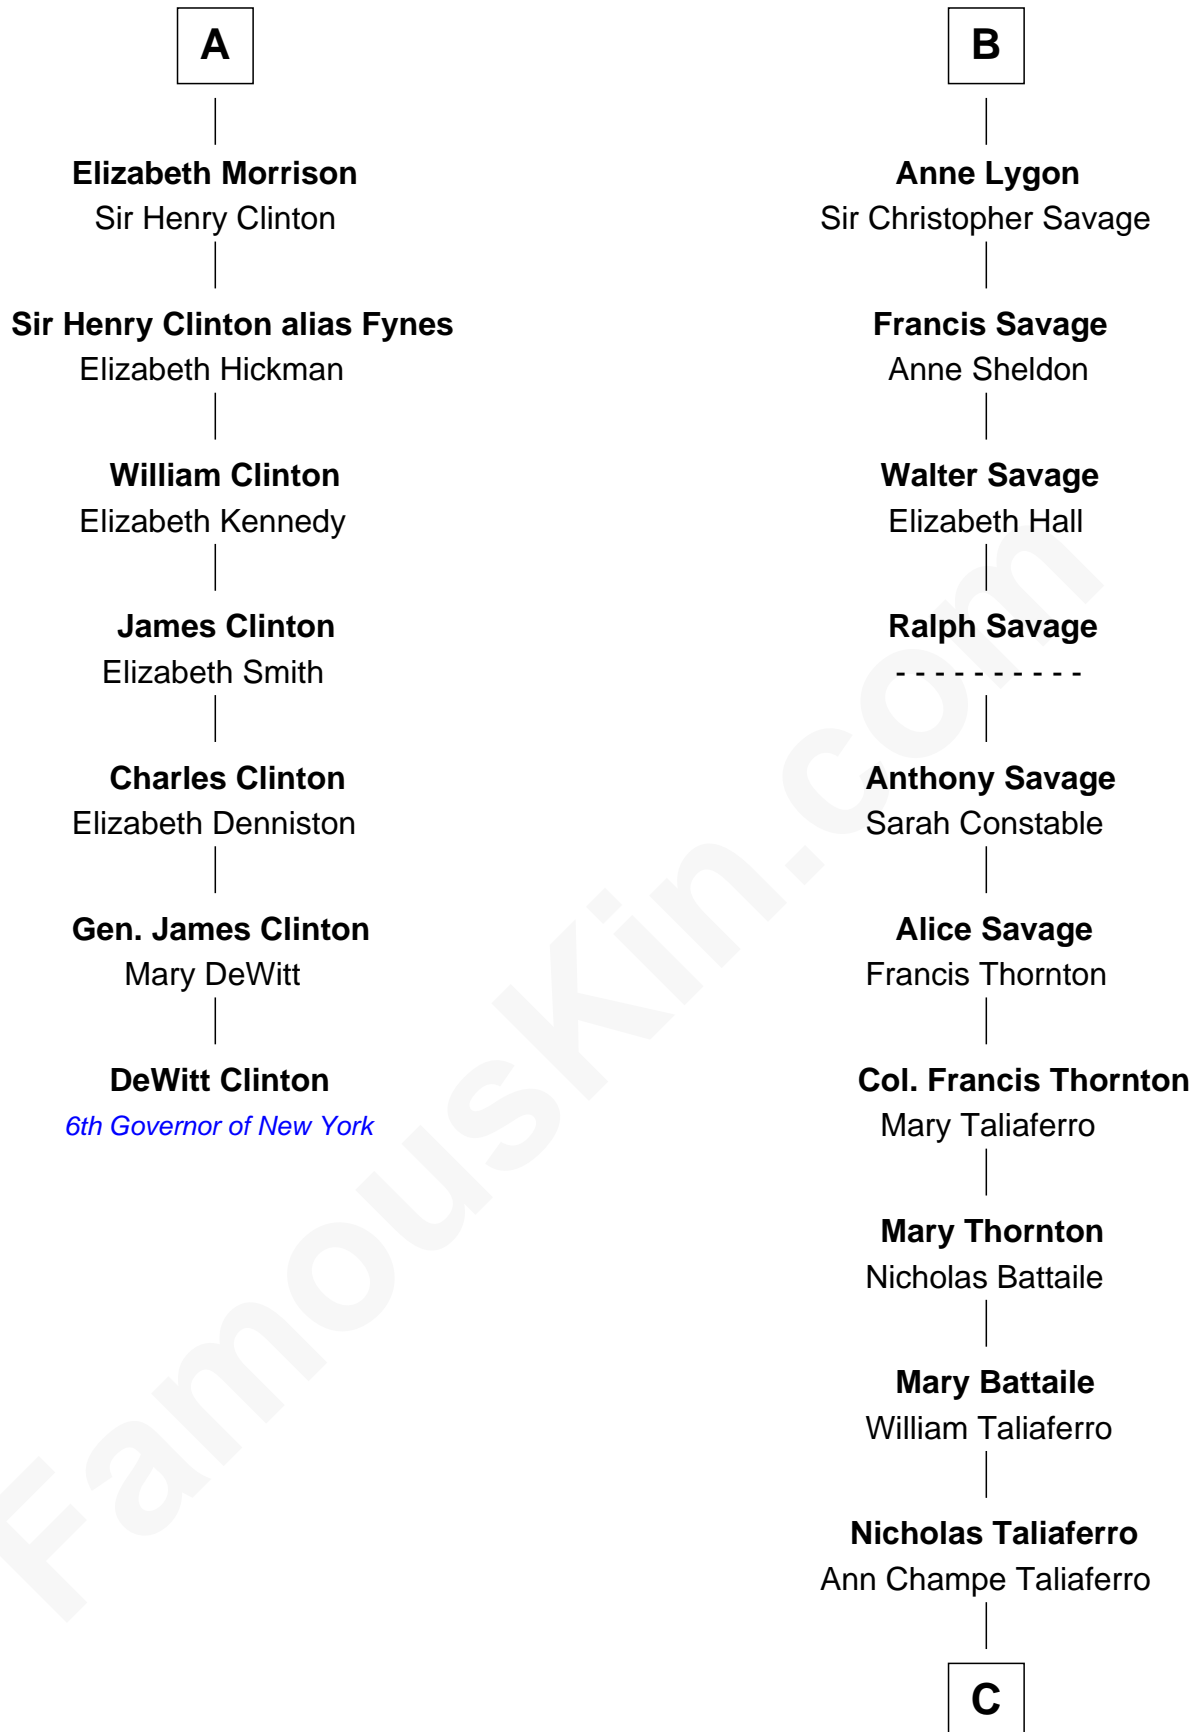 A
Elizabeth Morrison
Sir Henry Clinton
Sir Henry Clinton alias Fynes
Elizabeth Hickman
William Clinton
Elizabeth Kennedy
James Clinton
Elizabeth Smith
Charles Clinton
Elizabeth Denniston
Gen. James Clinton
Mary DeWitt
DeWitt Clinton
6th Governor of New York
B
Anne Lygon
Sir Christopher Savage
Francis Savage
Anne Sheldon
Walter Savage
Elizabeth Hall
Ralph Savage
- - - - - - - - - -
Anthony Savage
Sarah Constable
Alice Savage
Francis Thornton
Col. Francis Thornton
Mary Taliaferro
Mary Thornton
Nicholas Battaile
Mary Battaile
William Taliaferro
Nicholas Taliaferro
Ann Champe Taliaferro
C
FamousKin.com